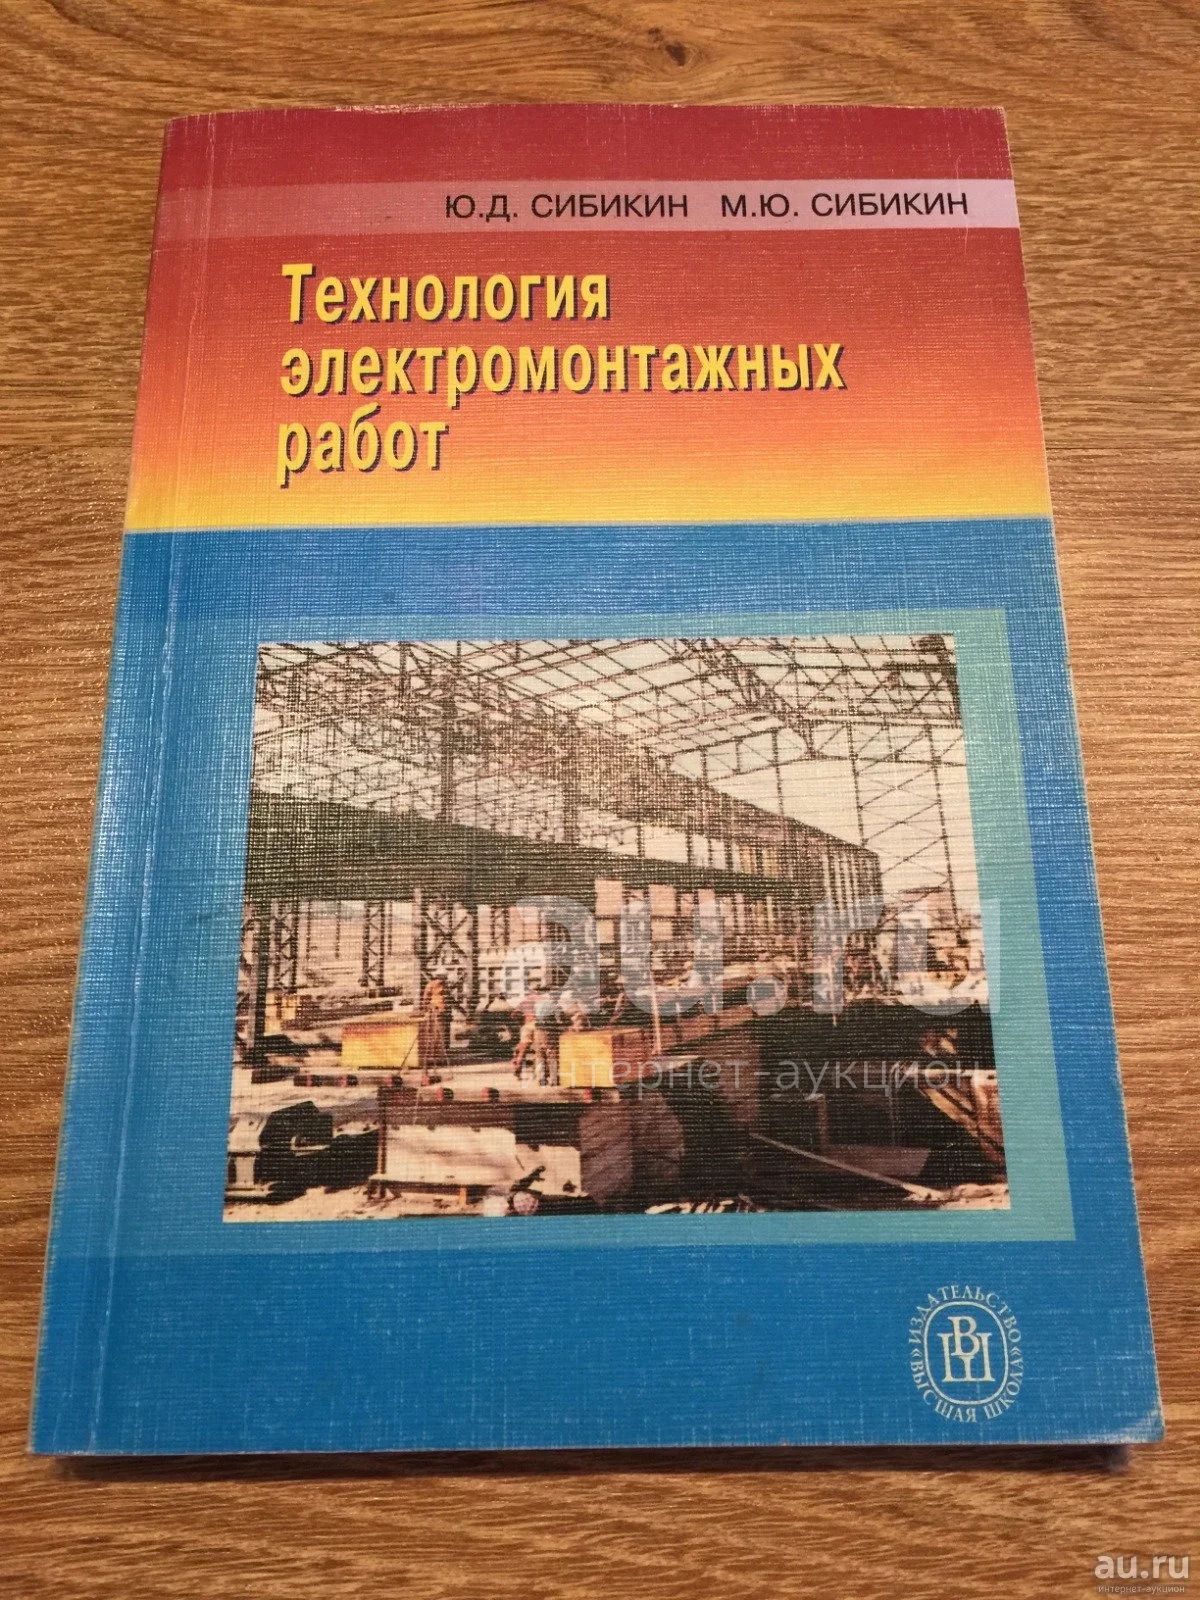 Ю.Д. СИБИКИН М.Ю. СИБИКИН
Технология
электромонтажных
работ
au.ru
интернет-аукцион
ИЗДАТЕЛЬСТВО
ВШ
«ВЫСШАЯ ШКОЛА»
au.ru
интернет-аукцион